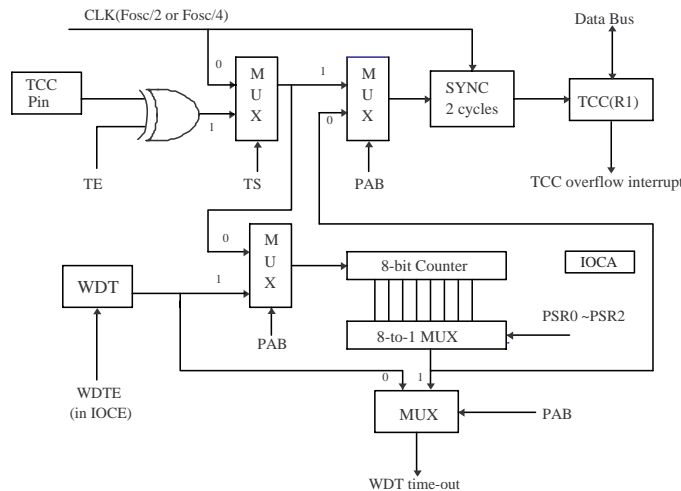 CLK(Fosc/2 or Fosc/4)
Data Bus
TCC
Pin
0
1
M
U
X
1
0
M
U
X
SYNC
2 cycles
TCC(R1)
TE
TS
PAB
TCC overflow interrupt
WDT
0
1
M
U
X
8-bit Counter
IOCA
PAB
8-to-1 MUX
PSR0 ~PSR2
WDTE
(in IOCE)
0
1
MUX
PAB
WDT time-out